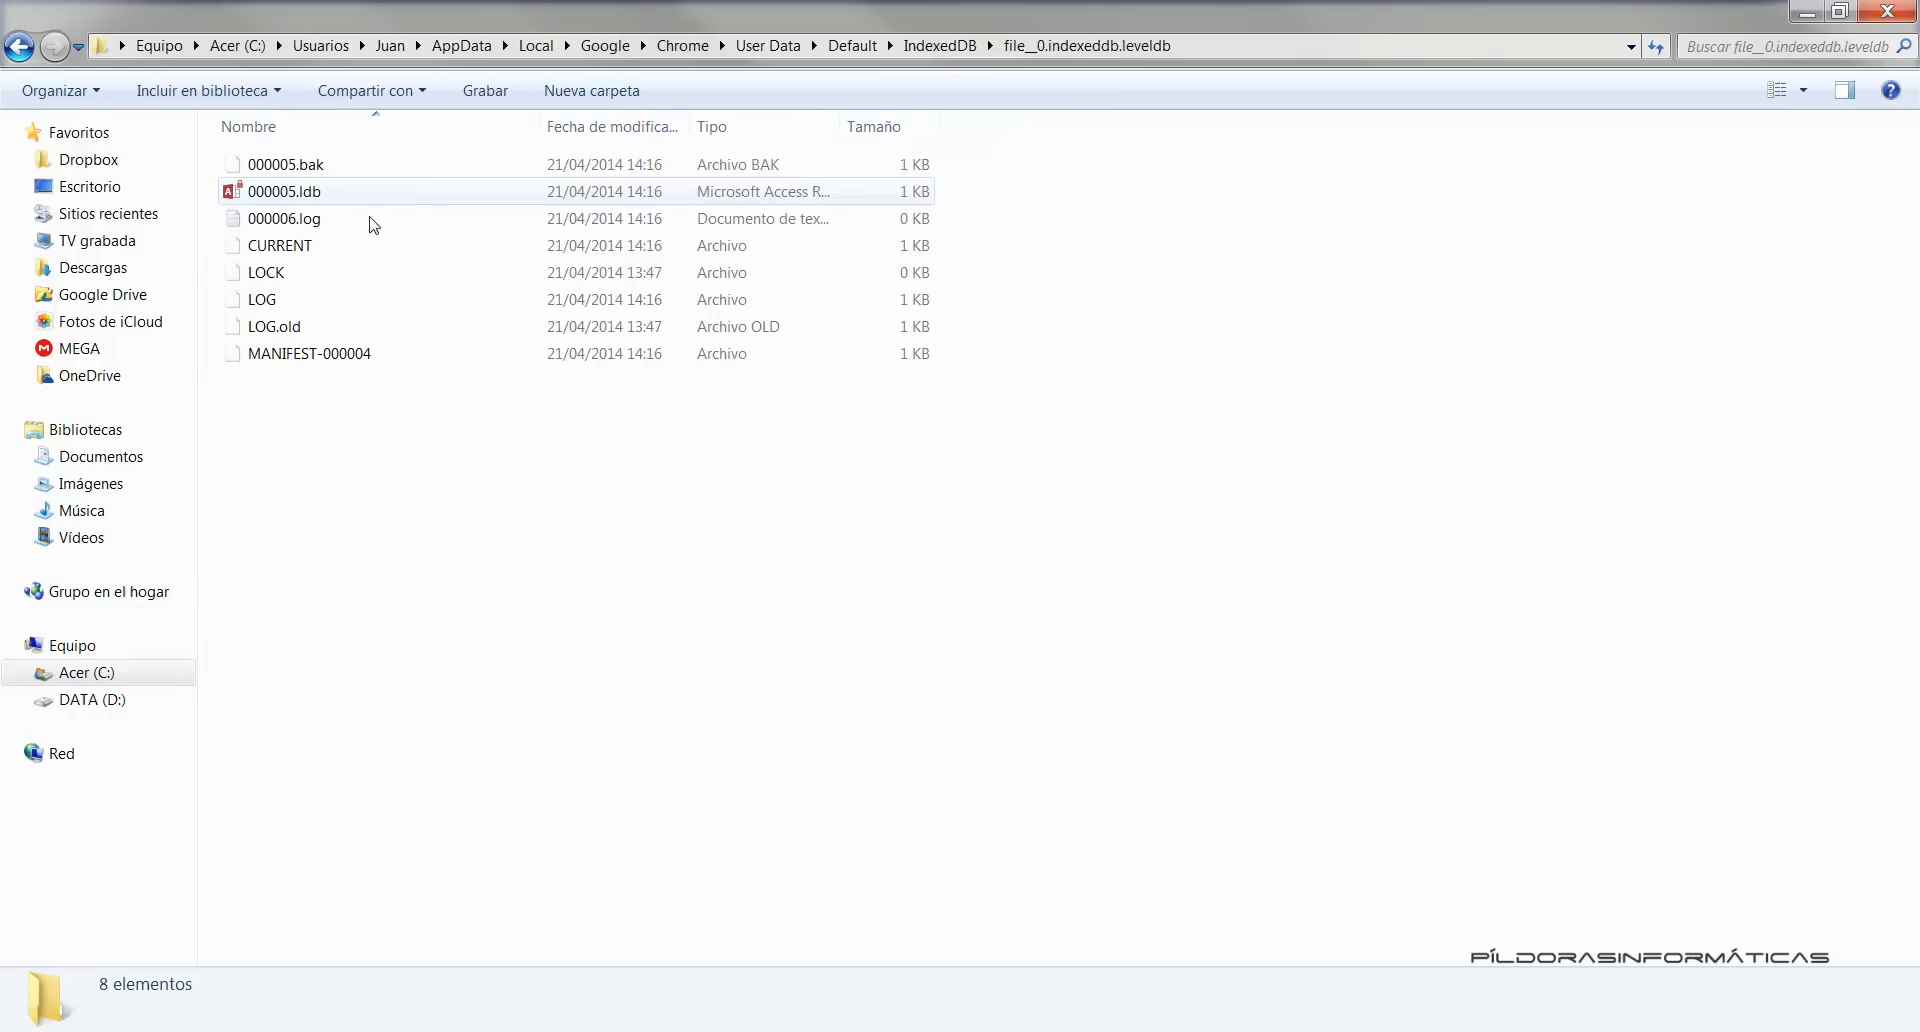 Equipo Acer (C:) Usuarios Juan AppData Local Google Chrome User Data Default IndexedDB file__0.indexeddb.leveldb Buscar file__0.indexeddb.leveldb
Organizar Incluir en biblioteca Compartir con Grabar Nueva carpeta
Favoritos
Dropbox
Escritorio
Sitios recientes
TV grabada
Descargas
Google Drive
Fotos de iCloud
MEGA
OneDrive
Bibliotecas
Documentos
Imágenes
Música
Vídeos
Grupo en el hogar
Equipo
Acer (C:)
DATA (D:)
Red
Nombre Fecha de modifica... Tipo Tamaño
000005.bak 21/04/2014 14:16 Archivo BAK 1 KB
000005.ldb 21/04/2014 14:16 Microsoft Access R... 1 KB
000006.log 21/04/2014 14:16 Documento de tex... 0 KB
CURRENT 21/04/2014 14:16 Archivo 1 KB
LOCK 21/04/2014 13:47 Archivo 0 KB
LOG 21/04/2014 14:16 Archivo 1 KB
LOG.old 21/04/2014 13:47 Archivo OLD 1 KB
MANIFEST-000004 21/04/2014 14:16 Archivo 1 KB
PÍLDORASINFORMÁTICAS
8 elementos